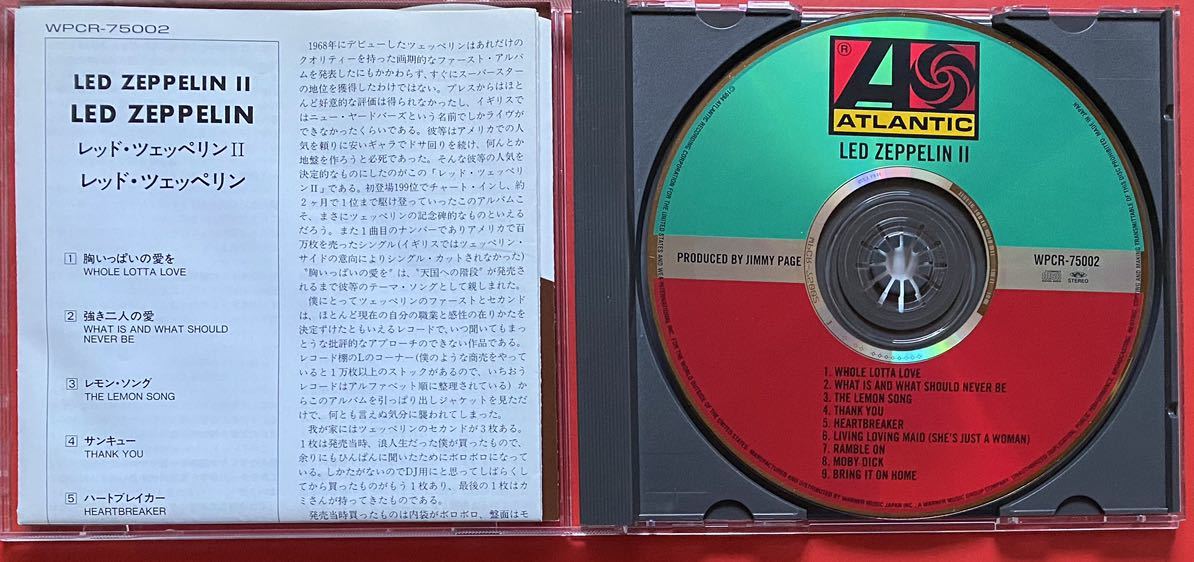 WPCR-75002
LED ZEPPELIN II
LED ZEPPELIN
レッド・ツェッペリンII
レッド・ツェッペリン
1 胸いっぱいの愛を
WHOLE LOTTA LOVE
2 強き二人の愛
WHAT IS AND WHAT SHOULD
NEVER BE
3 レモン・ソング
THE LEMON SONG
4 サンキュー
THANK YOU
5 ハートブレイカー
HEARTBREAKER
1968年にデビューしたツェッペリンはあれだけの
クオリティーを持った画期的なファースト・アルバ
ムを発表したにもかかわらず、すぐにスーパースター
の地位を獲得したわけではない。プレスからはほと
んど好意的な評価は得られなかったし、イギリスで
はニュー・ヤードバーズという名前でしかライヴが
できなかったくらいである。彼等はアメリカでの人
気を頼りに安いギャラでドサ回りを続け、何んとか
地盤を作ろうと必死であった。そんな彼等の人気を
決定的なものにしたのがこの「レッド・ツェッペリ
ンII」である。初登場199位でチャート・インし、約
2ヶ月で1位まで駆け登っていったこのアルバムこ
そ、まさにツェッペリンの記念碑的なものといえる
だろう。また1曲目のナンバーでありアメリカで百
万枚を売ったシングル(イギリスではツェッペリン・
サイドの意向によりシングル・カットされなかった)
“胸いっぱいの愛を”は、“天国への階段”が発売さ
れるまで彼等のテーマ・ソングとして親しまれた。
僕にとってツェッペリンのファーストとセカンド
は、ほとんど現在の自分の職業と感性の在りかたを
決定ずけたともいえるレコードで、いつ聞いてもまっ
とうな批評的なアプローチのできない作品である。
レコード棚のLのコーナー(僕のような商売をやって
いると1万枚以上のストックがあるので、いちおう
レコードはアルファベット順に整理されている)か
らこのアルバムを引っぱり出しジャケットを見ただ
けで、何とも言えぬ気分に襲われてしまった。
我が家にはツェッペリンのセカンドが3枚ある。
1枚は発売当時、浪人生だった僕が買ったもので、
余りにもひんぱんに聞いたためにボロボロになって
いる。しかたがないのでDJ用にと思ってしばらくし
てから買ったものがもう1枚あり、最後の1枚はカ
ミさんが持ってきたものである。
発売当時買ったものは内袋がボロボロ、盤面はモ
®
ATLANTIC
LED ZEPPELIN II
PRODUCED BY JIMMY PAGE
WPCR-75002
STEREO
1. WHOLE LOTTA LOVE
2. WHAT IS AND WHAT SHOULD NEVER BE
3. THE LEMON SONG
4. THANK YOU
5. HEARTBREAKER
6. LIVING LOVING MAID (SHE'S JUST A WOMAN)
7. RAMBLE ON
8. MOBY DICK
9. BRING IT ON HOME